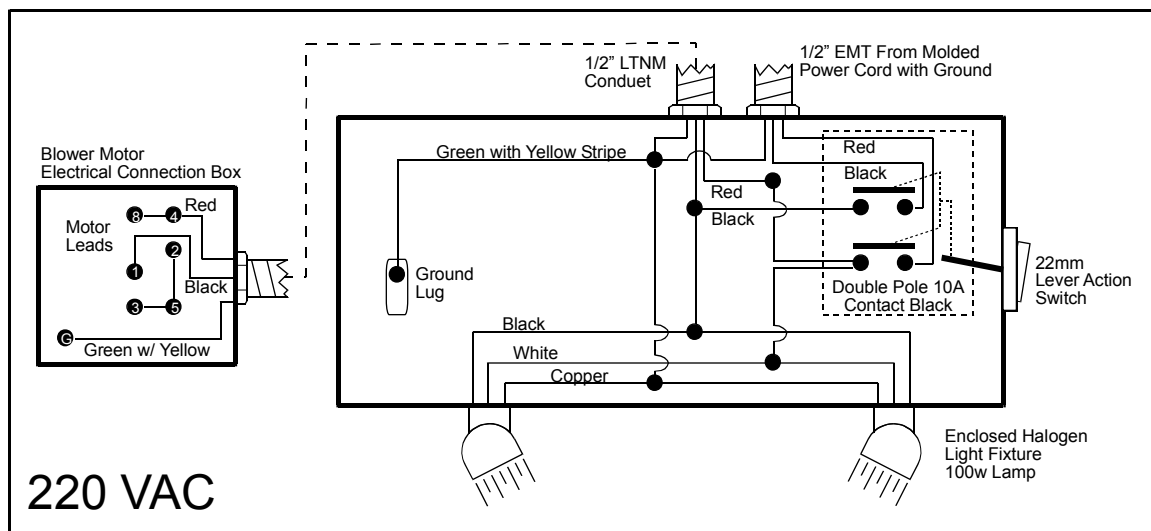 1/2” LTNM
Conduet
1/2” EMT From Molded
Power Cord with Ground
Blower Motor
Electrical Connection Box
Green with Yellow Stripe
Red
Black
Red
Black
8
4
Red
Motor
Leads
2
1
Black
3
5
G
Green w/ Yellow
Ground
Lug
Double Pole 10A
Contact Black
22mm
Lever Action
Switch
Black
White
Copper
Enclosed Halogen
Light Fixture
100w Lamp
220 VAC